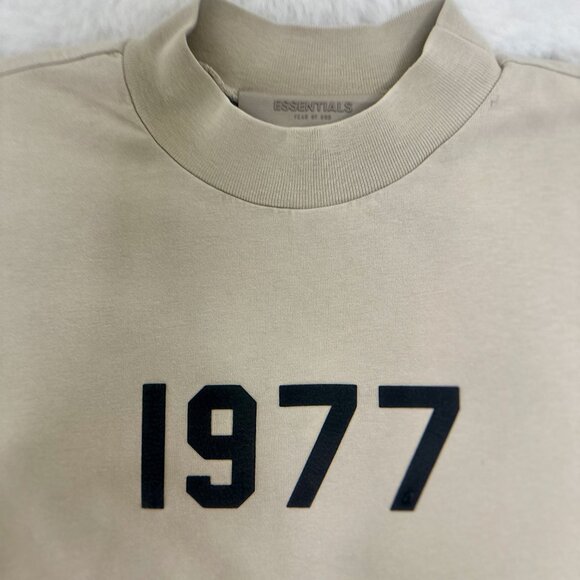 ESSENTIALS
FEAR OF GOD
1977